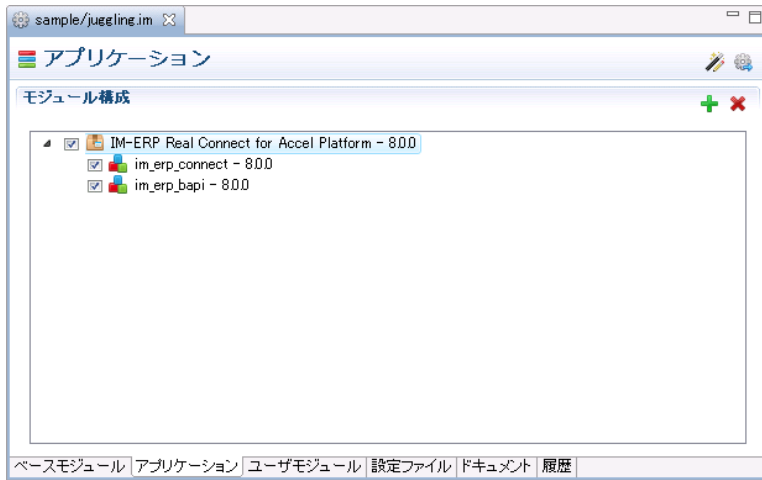 sample/juggling.im
アプリケーション
モジュール構成
IM-ERP Real Connect for Accel Platform - 8.0.0
im_erp_connect - 8.0.0
im_erp_bapi - 8.0.0
ベースモジュール アプリケーション ユーザモジュール 設定ファイル ドキュメント 履歴